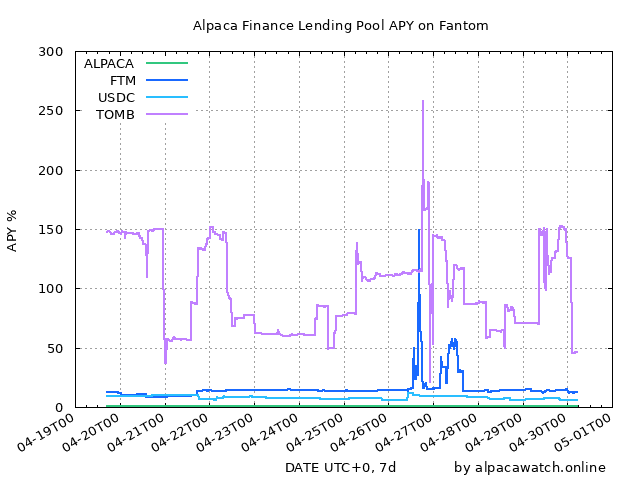 Alpaca Finance Lending Pool APY on Fantom
300
250
200
150
100
50
0
APY %
ALPACA
FTM
USDC
TOMB
04-19T00
04-20T00
04-21T00
04-22T00
04-23T00
04-24T00
04-25T00
04-26T00
04-27T00
04-28T00
04-29T00
04-30T00
05-01T00
DATE UTC+0, 7d
by alpacawatch.online